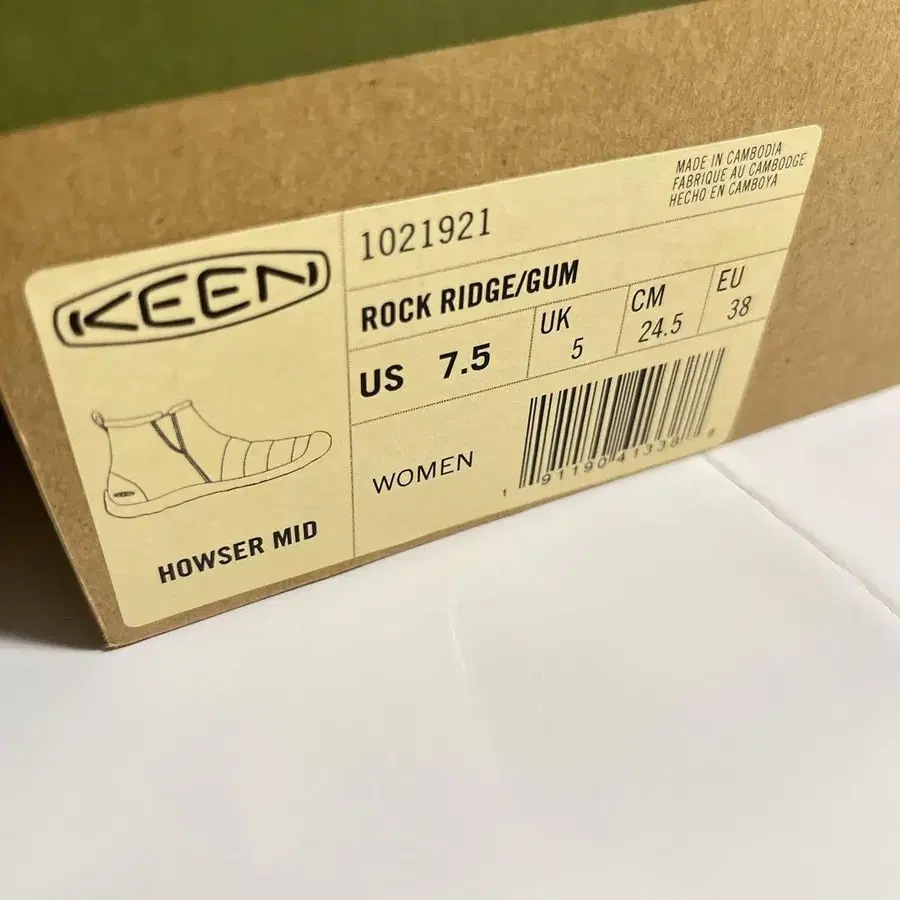 KEEN
HOWSER MID
1021921
MADE IN CAMBODIA
FABRIQUE AU CAMBODGE
HECHO EN CAMBOYA
ROCK RIDGE/GUM
US 7.5
UK
5
CM
24.5
EU
38
WOMEN